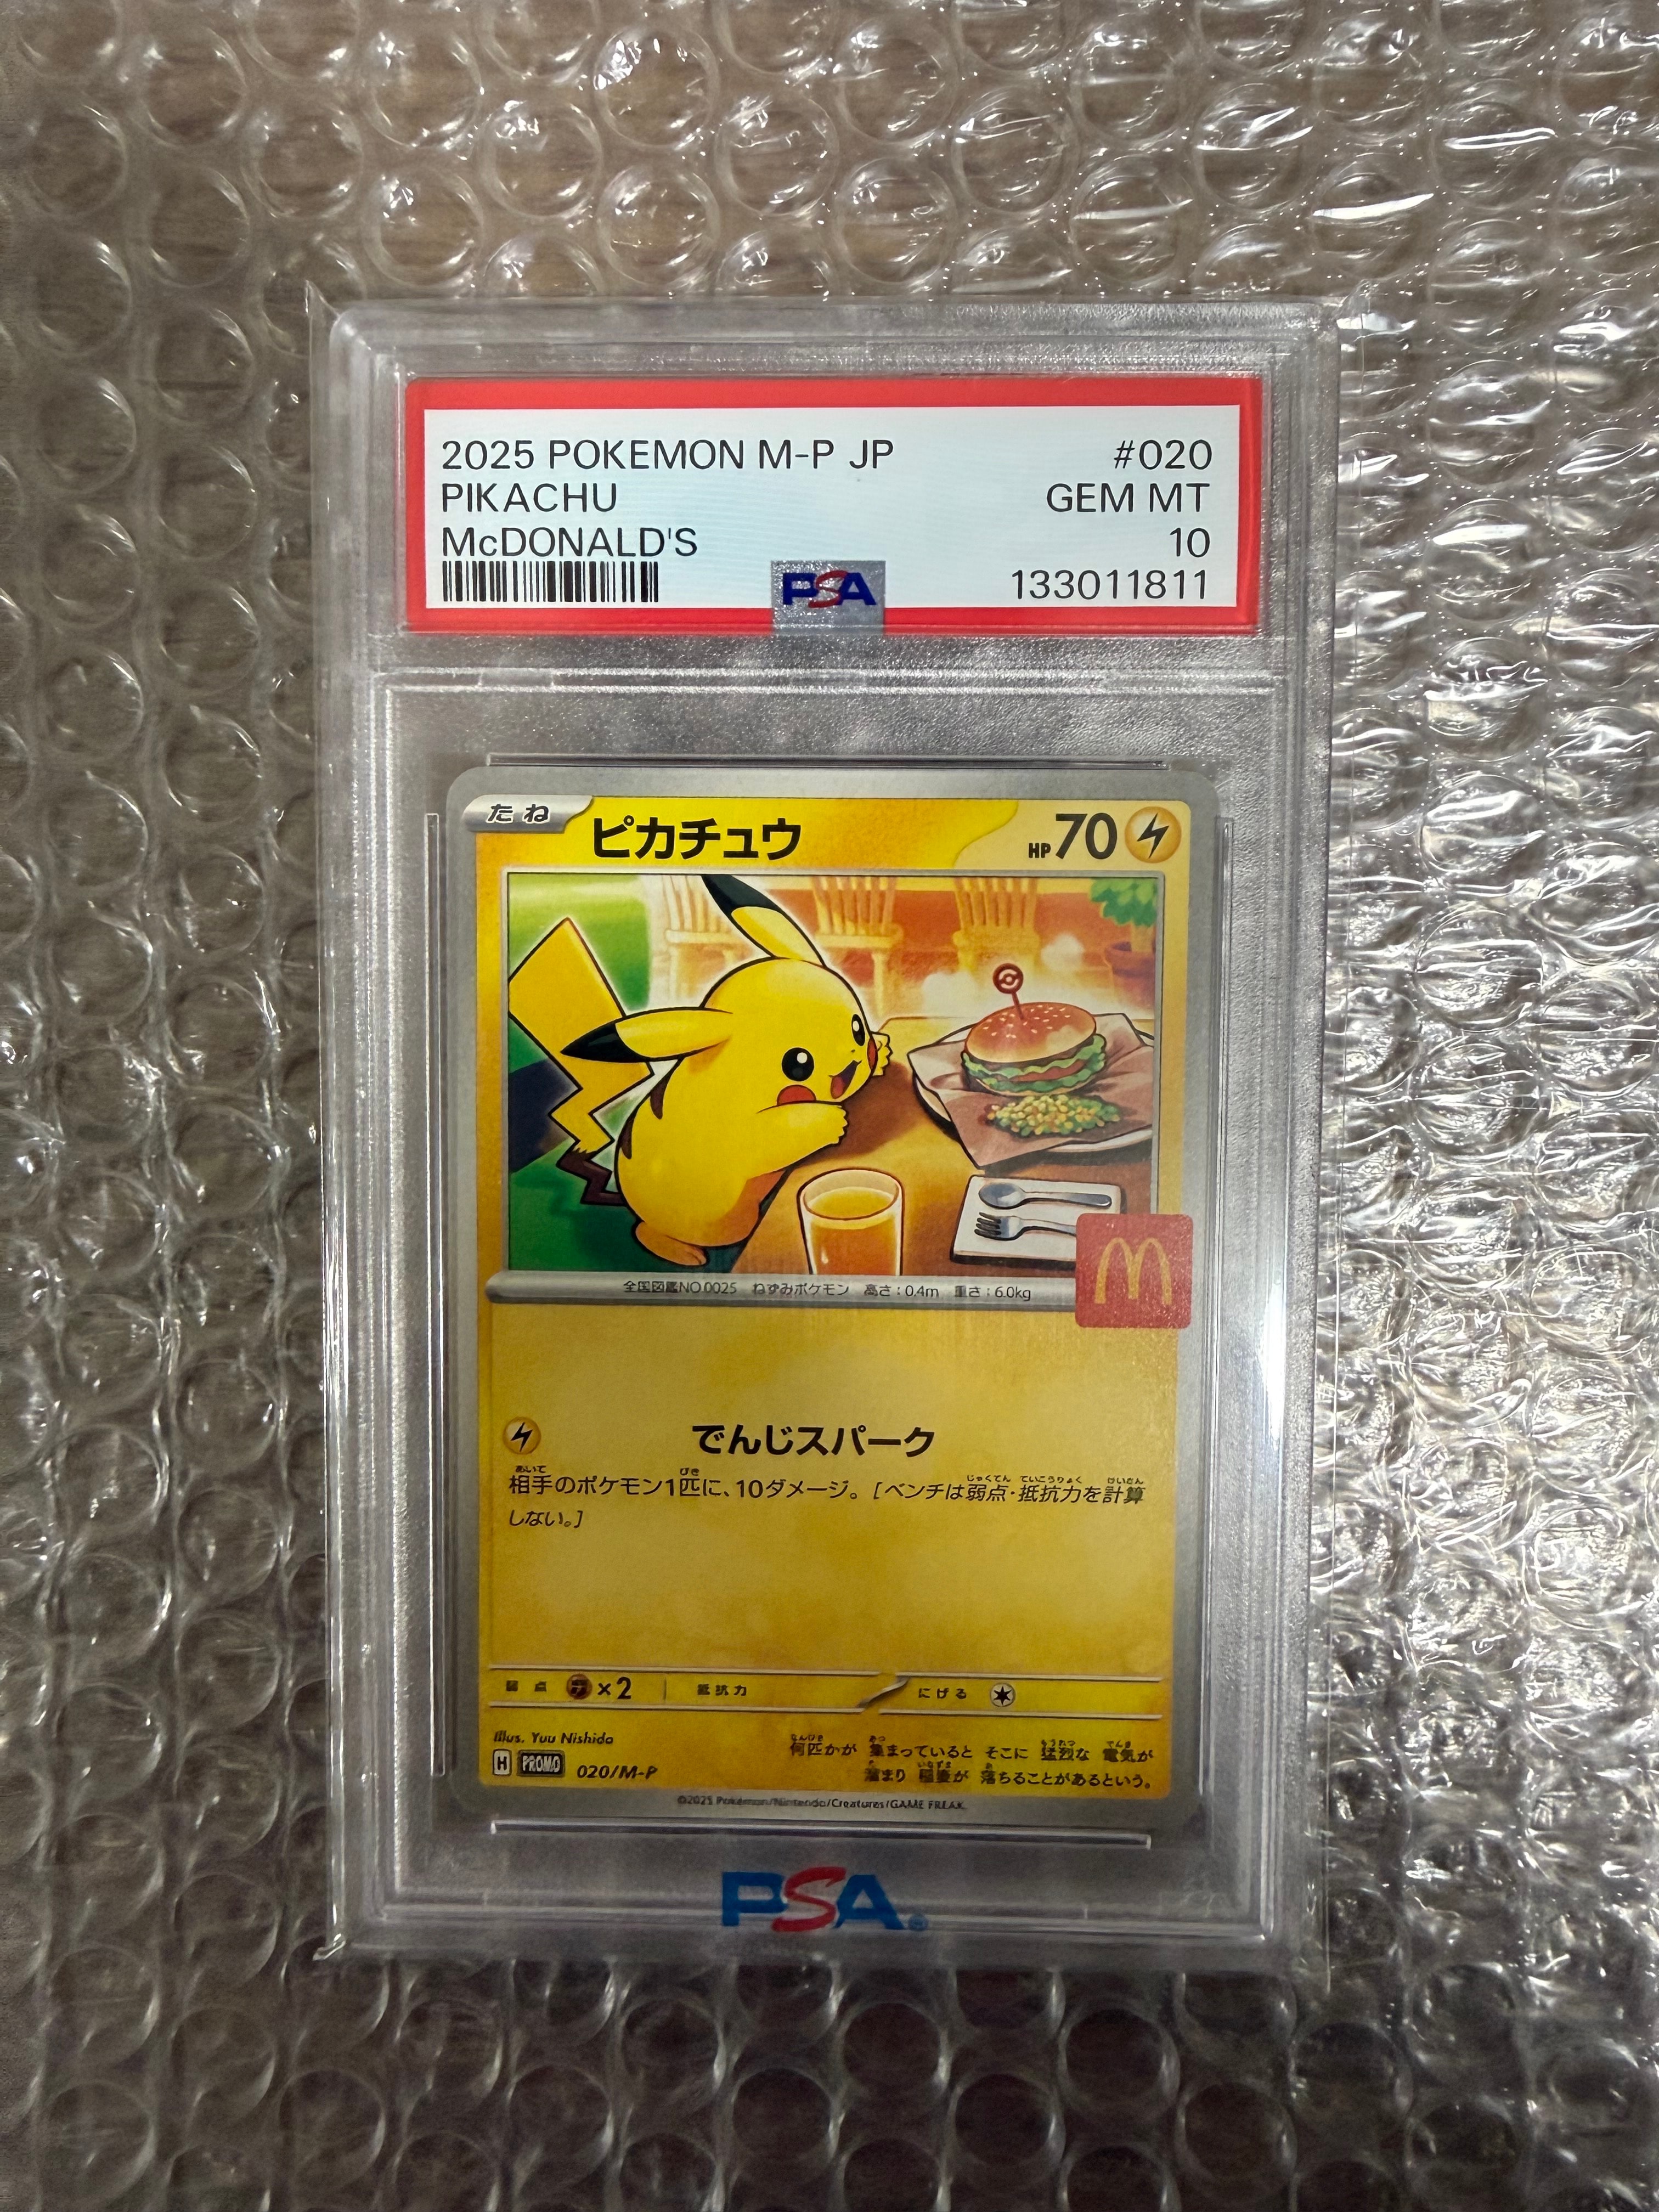 2025 POKEMON M-P JP #020
PIKACHU GEM MT
McDONALD'S 10
PSA 133011811
たね ピカチュウ HP 70
全国図鑑NO.0025 ねずみポケモン 高さ：0.4m 重さ：6.0kg
M
でんじスパーク
相手のポケモン1匹に、10ダメージ。［ベンチは弱点・抵抗力を計算
しない。］
弱点 ×2 抵抗力 にげる
Illus. Yuu Nishida
何匹かが 集まっていると そこに 猛烈な 電気が
H PROMO 020/M-P 溜まり 稲妻が 落ちることがあるという。
©2025 Pokémon/Nintendo/Creatures/GAME FREAK.
PSA®